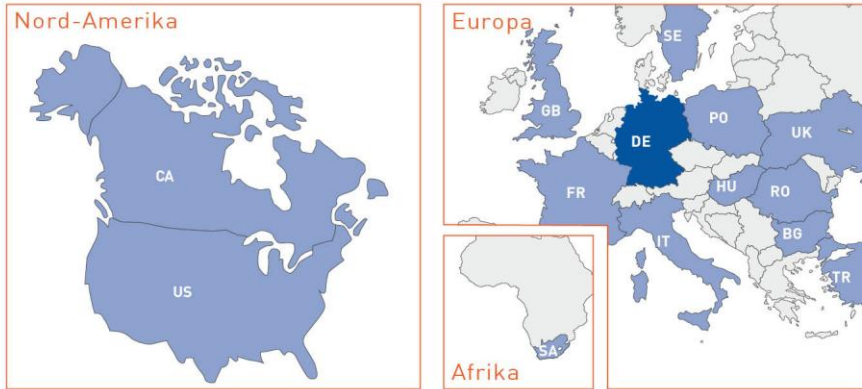 Nord-Amerika
CA
US
Europa
SE
GB
PO
DE
UK
FR
HU
RO
IT
BG
TR
SA
Afrika